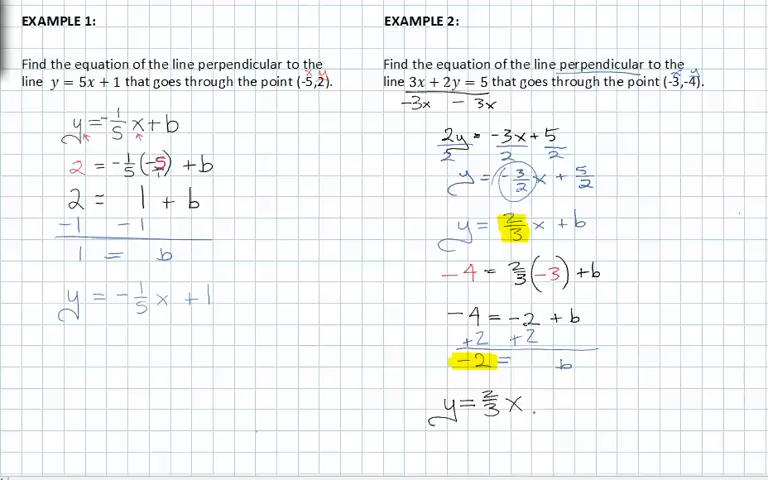 EXAMPLE 1:
Find the equation of the line perpendicular to the
line y = 5x + 1 that goes through the point (-5,2).
x y
y = -1/5 x + b
2 = -1/5 (-5/1) + b
2 = 1 + b
-1 -1
1 = b
y = -1/5 x + 1
EXAMPLE 2:
Find the equation of the line perpendicular to the
line 3x + 2y = 5 that goes through the point (-3,-4).
x y
-3x - 3x
2y = -3x + 5
2 2 2
y = -3/2 x + 5/2
y = 2/3 x + b
-4 = 2/3 (-3) + b
-4 = -2 + b
+2 +2
-2 = b
y = 2/3 x